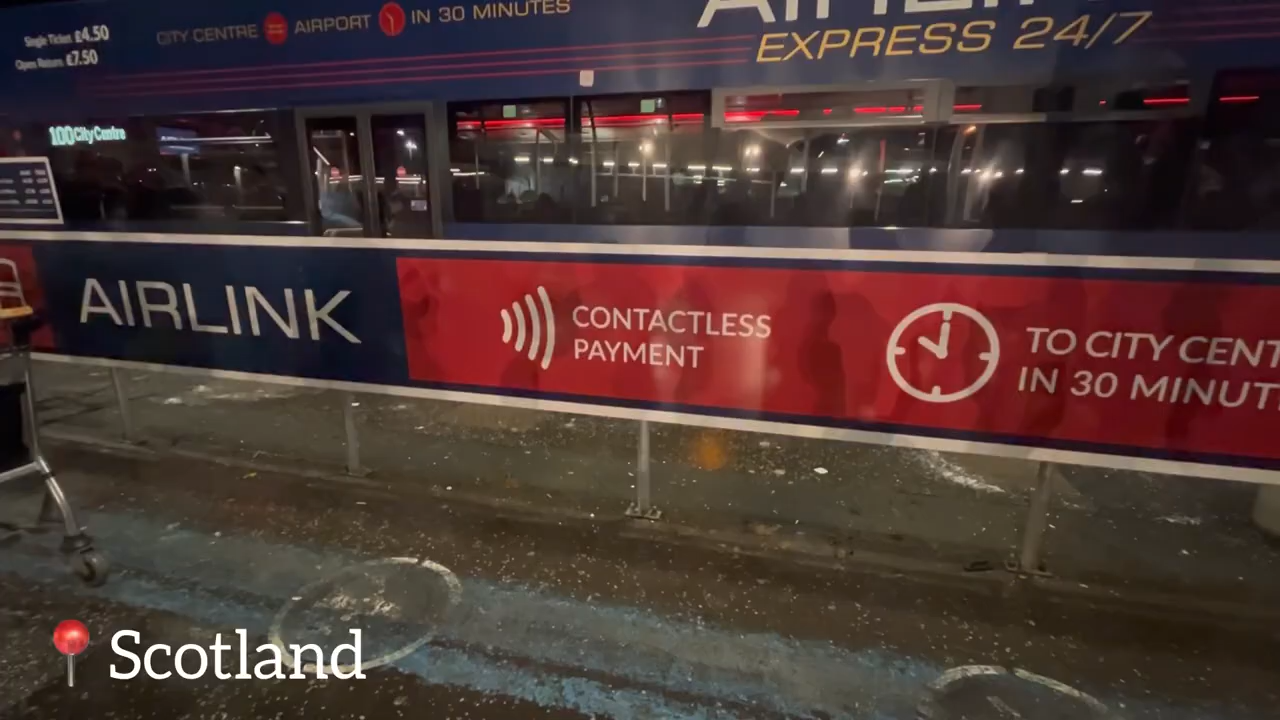 CITY CENTRE AIRPORT IN 30 MINUTES
Single Ticket £4.50
Open Return £7.50
EXPRESS 24/7
100 City Centre
AIRLINK
CONTACTLESS
PAYMENT
TO CITY CENT
IN 30 MINUT
Scotland